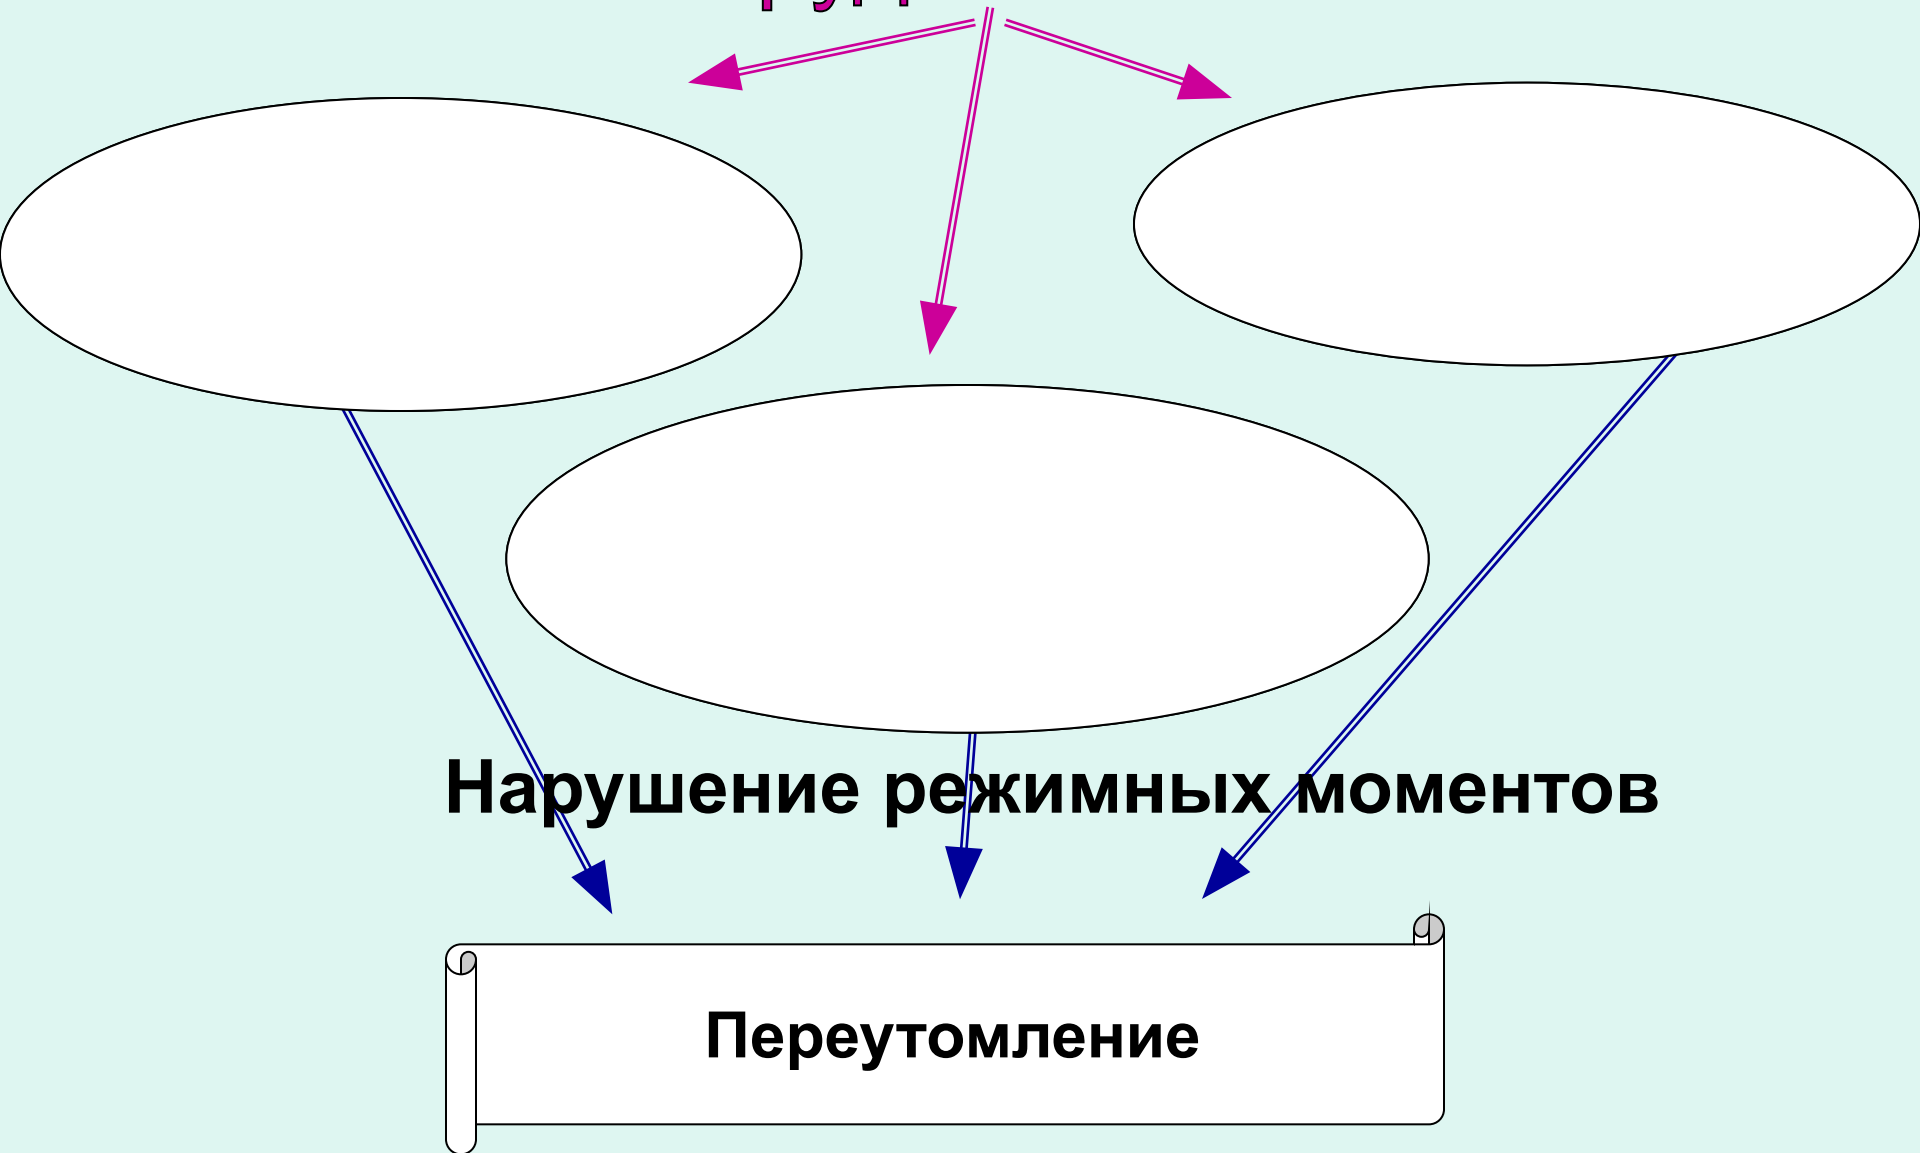 Нарушение режимных моментов
Переутомление